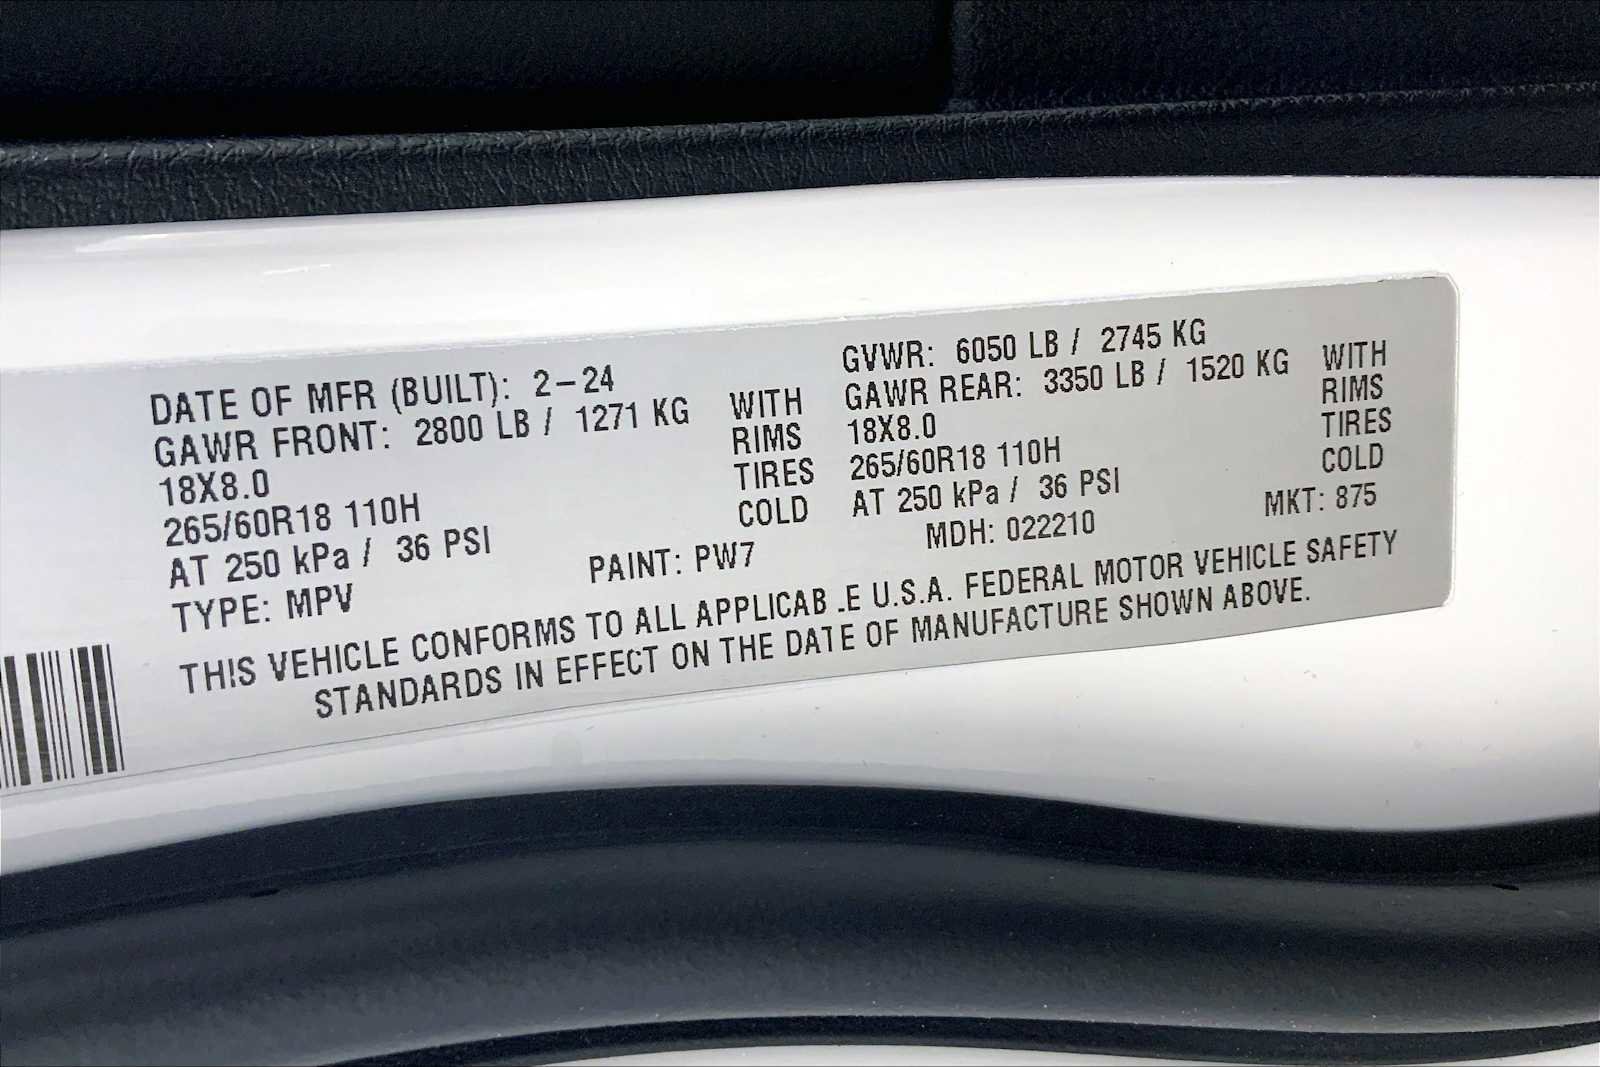 DATE OF MFR (BUILT): 2-24
GAWR FRONT: 2800 LB / 1271 KG WITH
18X8.0 RIMS
265/60R18 110H TIRES
AT 250 kPa / 36 PSI COLD
GVWR: 6050 LB / 2745 KG
GAWR REAR: 3350 LB / 1520 KG WITH
18X8.0 RIMS
265/60R18 110H TIRES
AT 250 kPa / 36 PSI COLD
TYPE: MPV PAINT: PW7 MDH: 022210 MKT: 875
THIS VEHICLE CONFORMS TO ALL APPLICAB .E U.S.A. FEDERAL MOTOR VEHICLE SAFETY
STANDARDS IN EFFECT ON THE DATE OF MANUFACTURE SHOWN ABOVE.